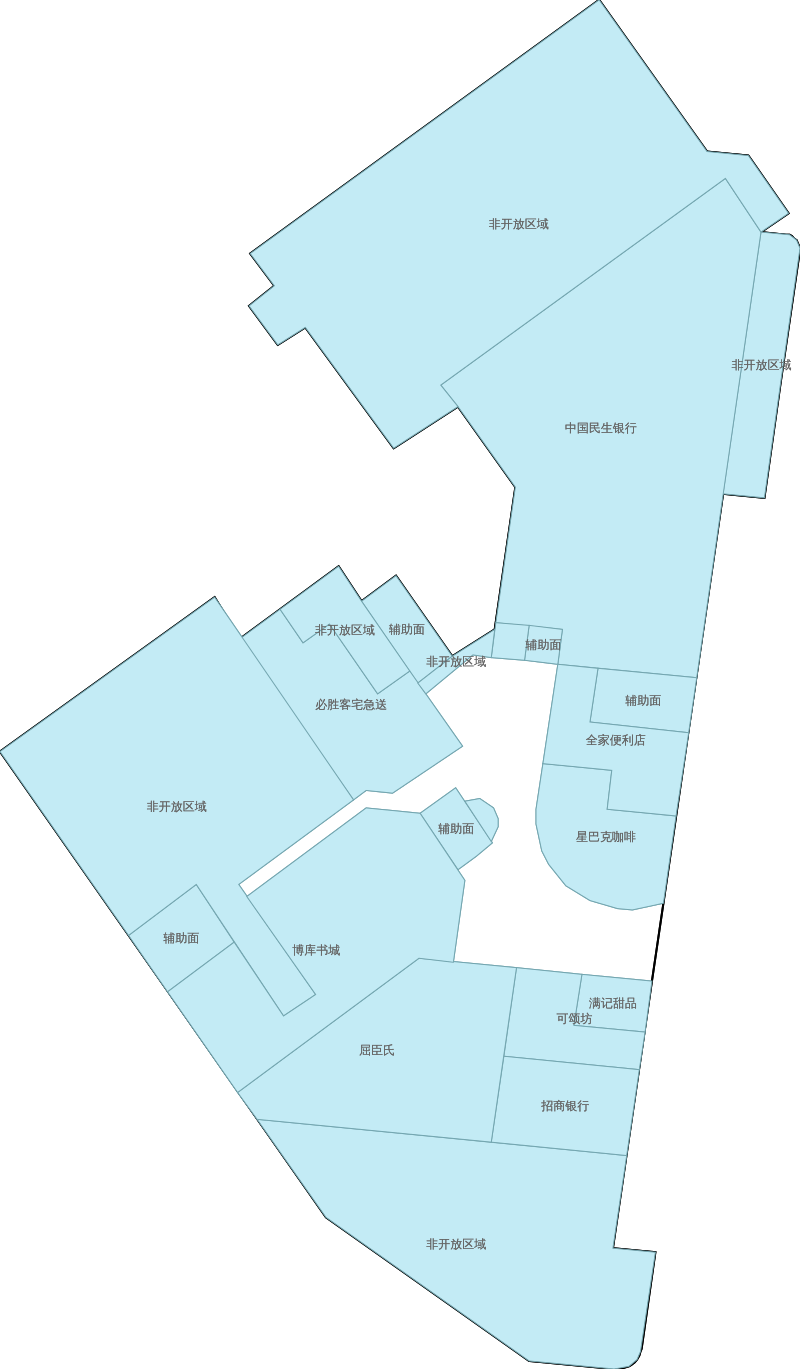 非开放区域
非开放区域
中国民生银行
非开放区域
辅助面
辅助面
非开放区域
辅助面
必胜客宅急送
全家便利店
非开放区域
辅助面
星巴克咖啡
辅助面
博库书城
满记甜品
可颂坊
屈臣氏
招商银行
非开放区域